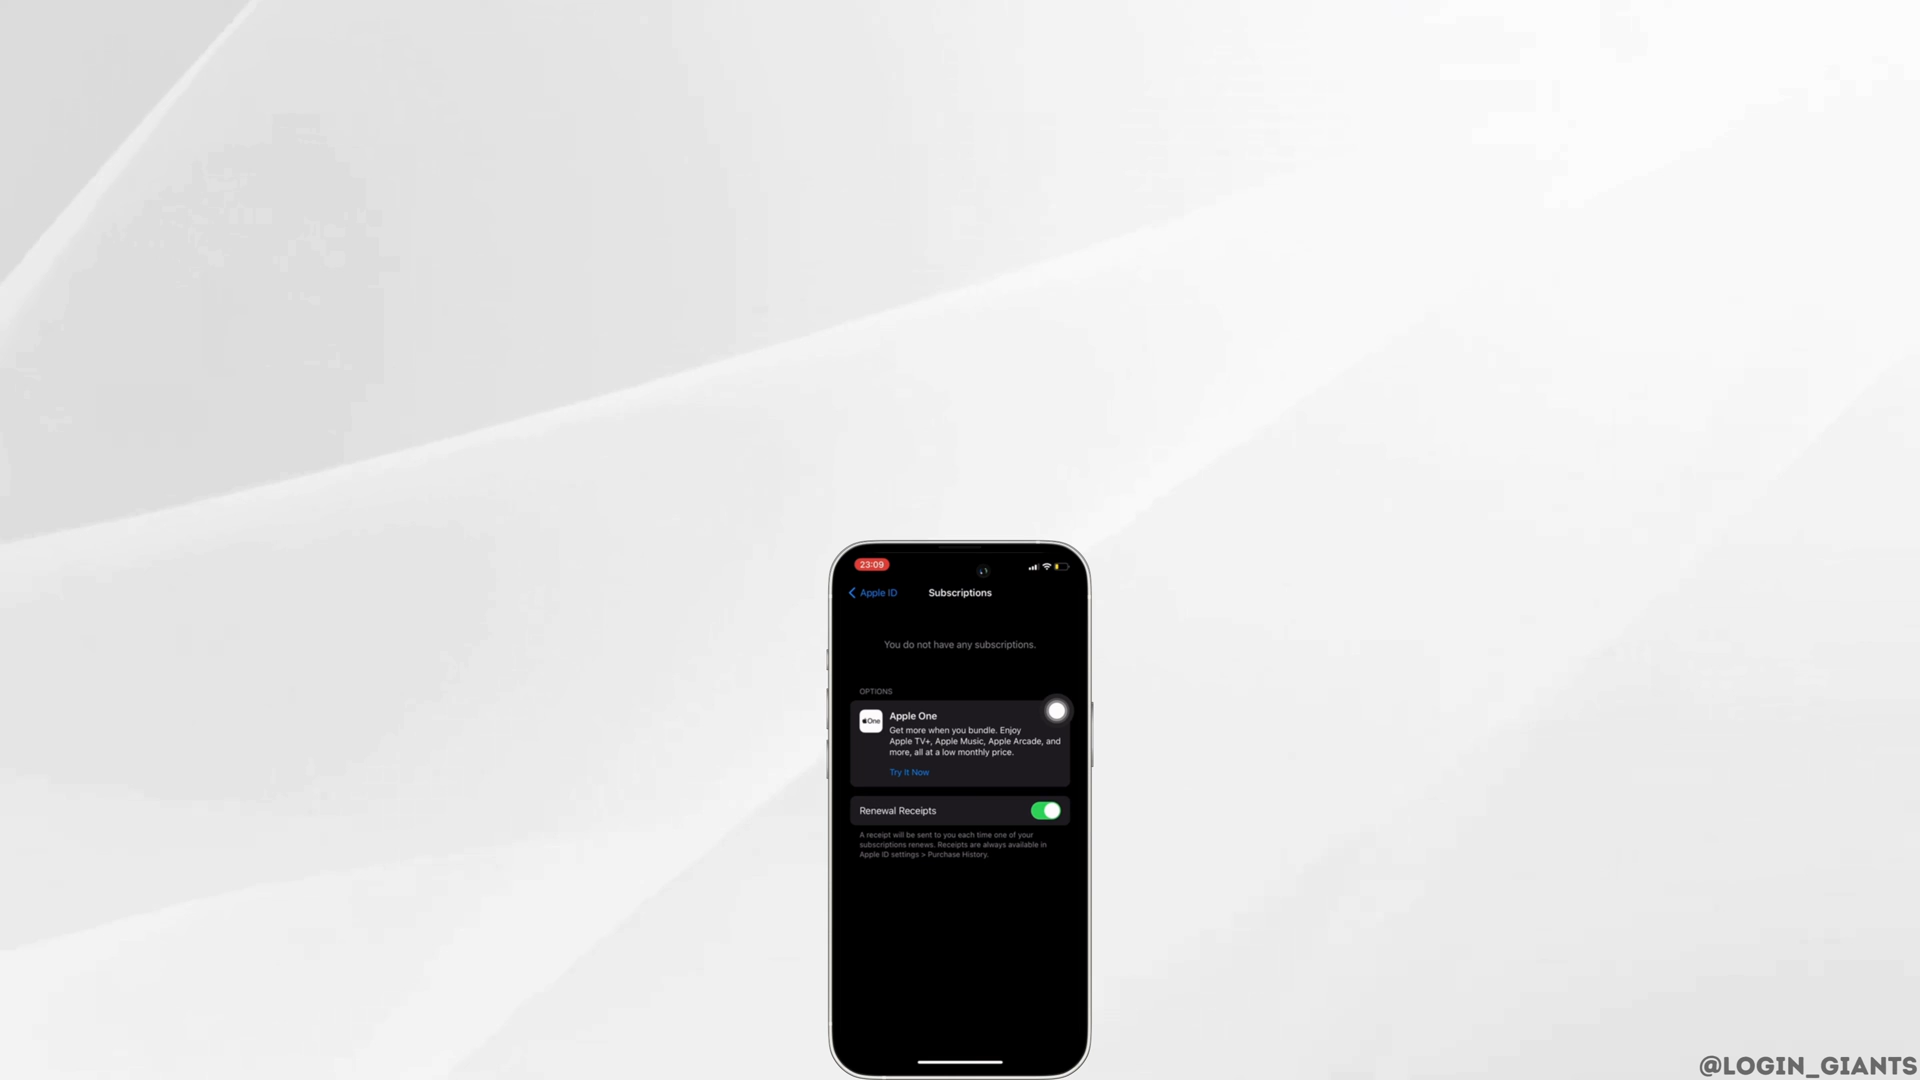 23:09
Apple ID
Subscriptions
You do not have any subscriptions.
OPTIONS
One
Apple One
Get more when you bundle. Enjoy
Apple TV+, Apple Music, Apple Arcade, and
more, all at a low monthly price.
Try It Now
Renewal Receipts
A receipt will be sent to you each time one of your
subscriptions renews. Receipts are always available in
Apple ID settings > Purchase History.
@LOGIN_GIANTS